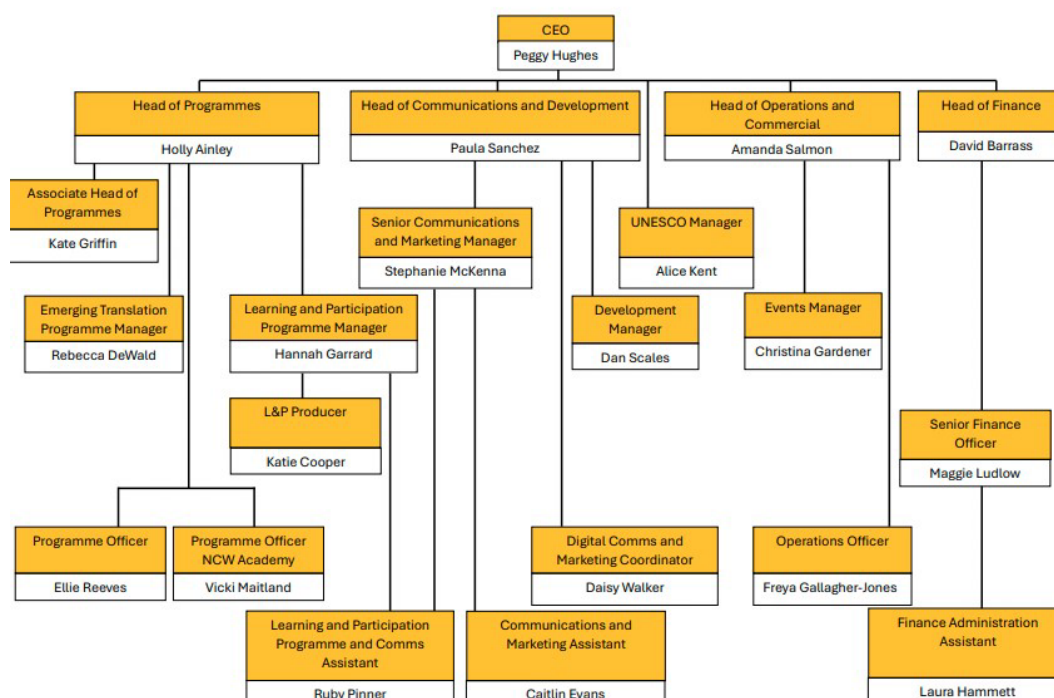 CEO
Peggy Hughes
Head of Programmes
Holly Ainley
Head of Communications and Development
Paula Sanchez
Head of Operations and
Commercial
Amanda Salmon
Head of Finance
David Barrass
Associate Head of
Programmes
Kate Griffin
Senior Communications
and Marketing Manager
Stephanie McKenna
UNESCO Manager
Alice Kent
Emerging Translation
Programme Manager
Rebecca DeWald
Learning and Participation
Programme Manager
Hannah Garrard
Development
Manager
Dan Scales
Events Manager
Christina Gardener
L&P Producer
Katie Cooper
Senior Finance
Officer
Maggie Ludlow
Programme Officer
Ellie Reeves
Programme Officer
NCW Academy
Vicki Maitland
Digital Comms and
Marketing Coordinator
Daisy Walker
Operations Officer
Freya Gallagher-Jones
Learning and Participation
Programme and Comms
Assistant
Ruby Pinner
Communications and
Marketing Assistant
Caitlin Evans
Finance Administration
Assistant
Laura Hammett